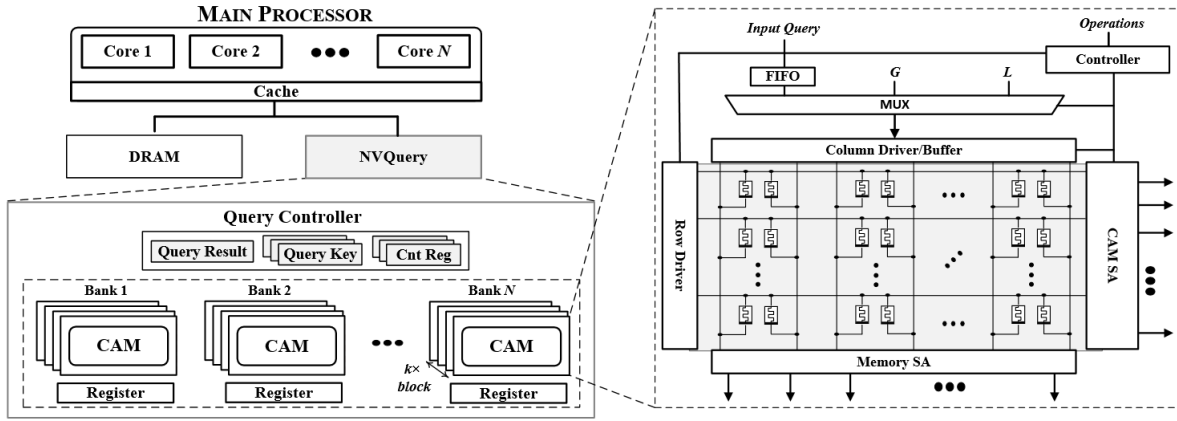 MAIN PROCESSOR
Core 1
Core 2
Core N
Cache
DRAM
NVQuery
Query Controller
Query Result
Query Key
Cnt Reg
Bank 1
Bank 2
Bank N
CAM
CAM
CAM
k×
block
Register
Register
Register
Input Query
Operations
FIFO
G
L
Controller
MUX
Column Driver/Buffer
Row Driver
CAM SA
Memory SA